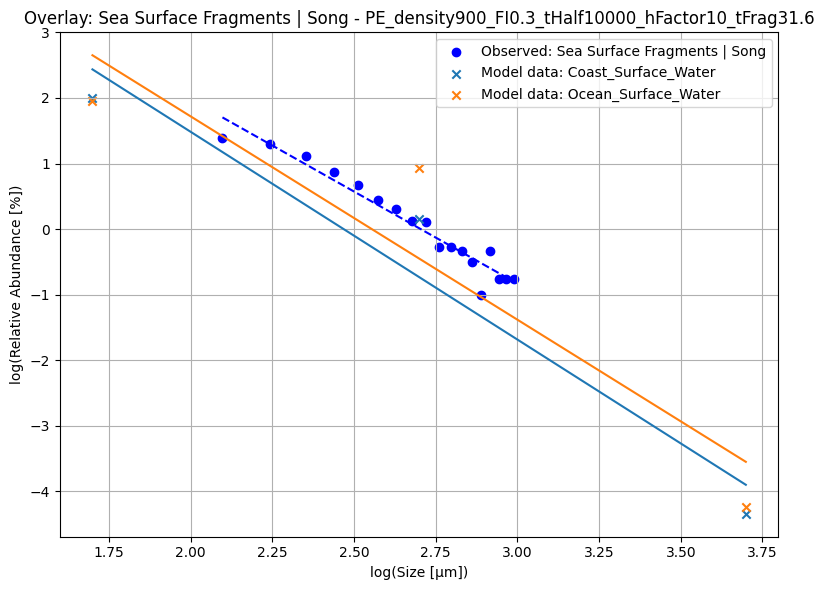 Overlay: Sea Surface Fragments | Song - PE_density900_FI0.3_tHalf10000_hFactor10_tFrag31.6
Observed: Sea Surface Fragments | Song
Model data: Coast_Surface_Water
Model data: Ocean_Surface_Water
log(Relative Abundance [%])
3
2
1
0
−1
−2
−3
−4
1.75 2.00 2.25 2.50 2.75 3.00 3.25 3.50 3.75
log(Size [μm])